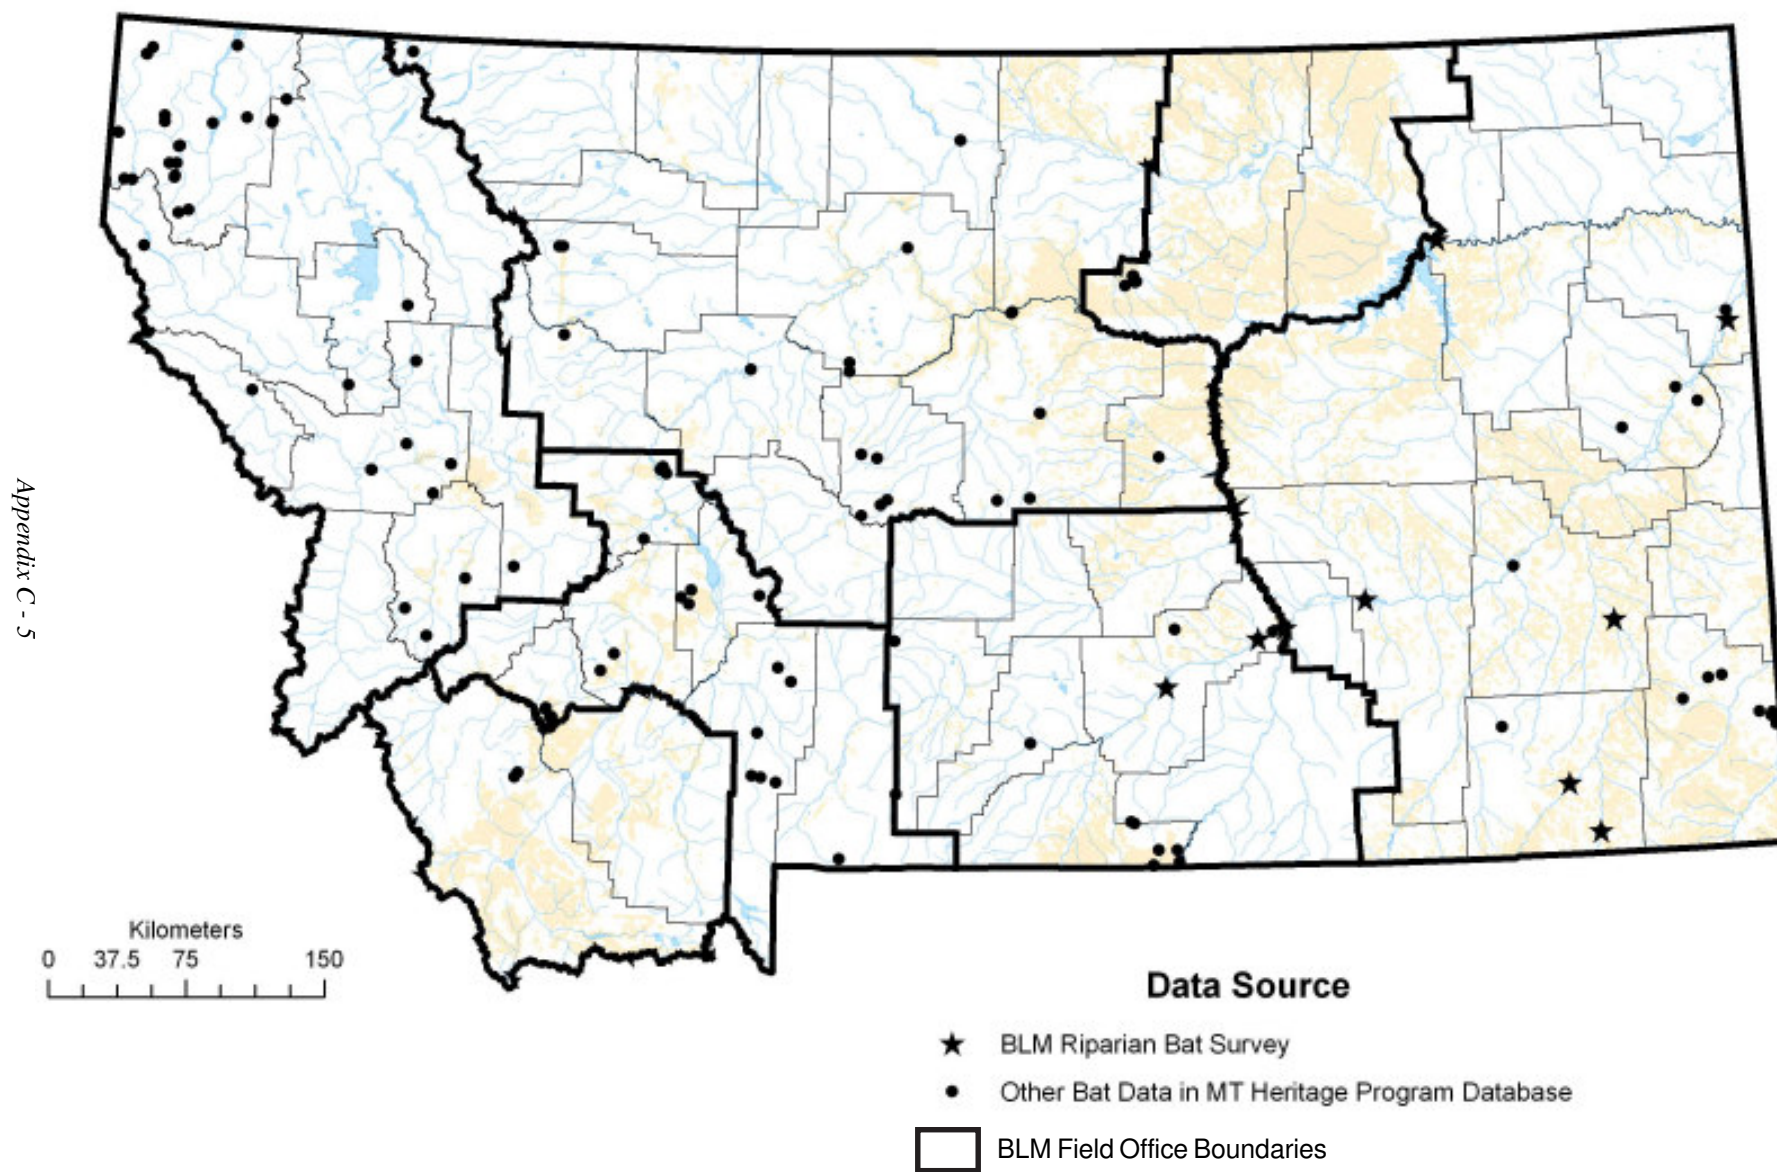 Appendix C - 5
Kilometers
0 37.5 75 150
Data Source
BLM Riparian Bat Survey
Other Bat Data in MT Heritage Program Database
BLM Field Office Boundaries